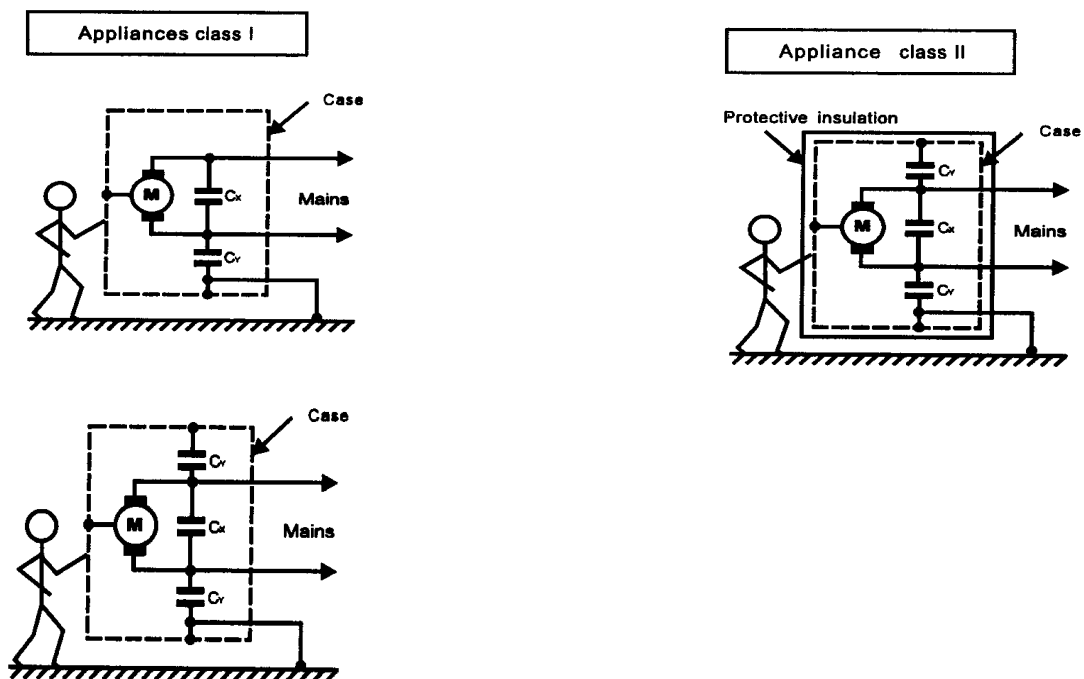 Appliances class I
Case
M
Cx
Mains
CY
Appliance class II
Protective insulation
Case
CY
M
Cx
Mains
CY
Case
CY
M
Cx
Mains
CY